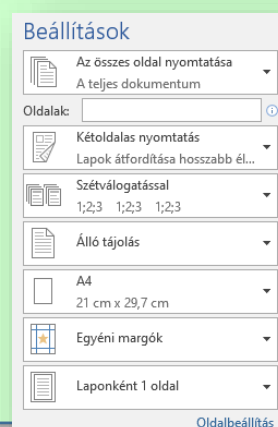 Beállítások
Az összes oldal nyomtatása
A teljes dokumentum
Oldalak:
Kétoldalas nyomtatás
Lapok átfordítása hosszabb él...
Szétválogatással
1;2;3 1;2;3 1;2;3
Álló tájolás
A4
21 cm x 29,7 cm
Egyéni margók
Laponként 1 oldal
Oldalbeállítás